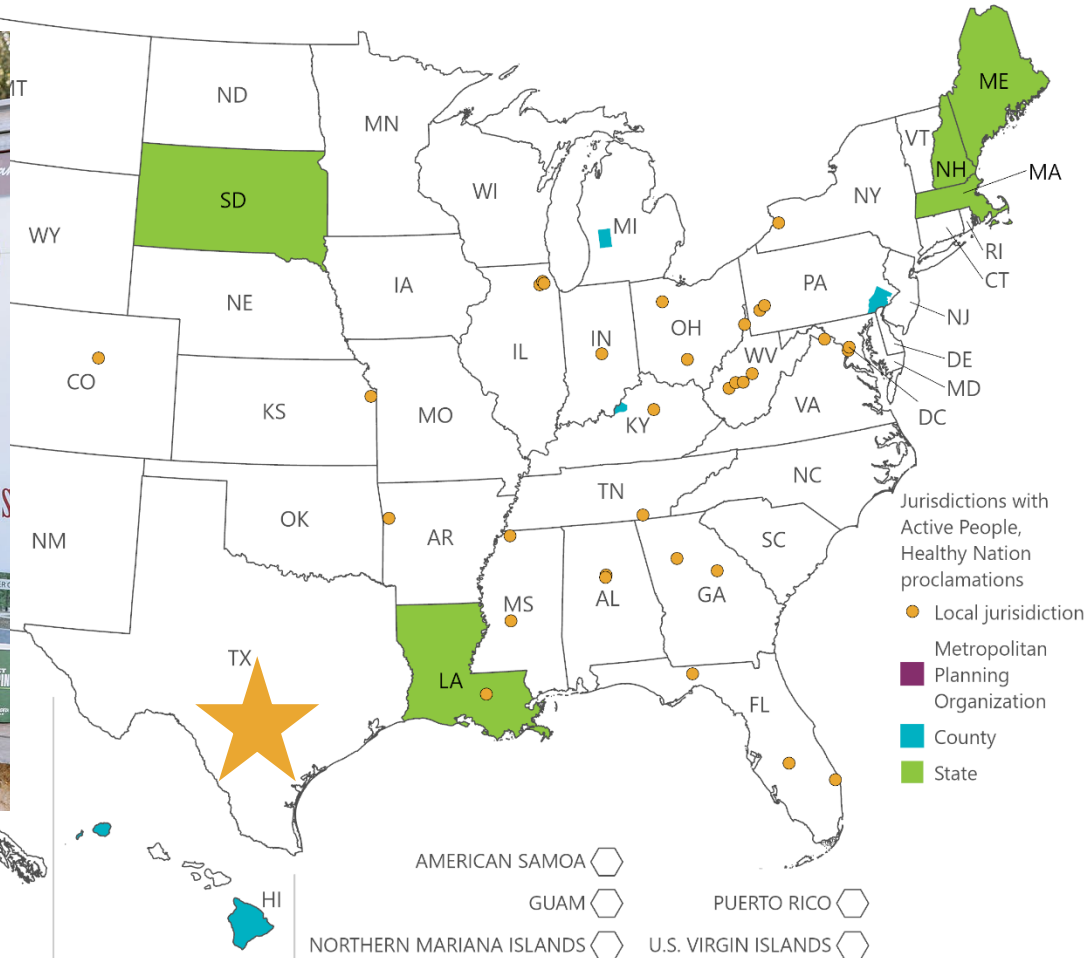 ND
MN
ME
VT
NH
MA
WI
NY
SD
MI
WY
RI
CT
IA
NE
PA
NJ
OH
IN
IL
WV
DE
MD
DC
CO
KS
MO
VA
KY
NC
TN
OK
AR
SC
NM
MS
AL
GA
TX
LA
FL
HI
Jurisdictions with
Active People,
Healthy Nation
proclamations
Local jurisidiction
Metropolitan
Planning
Organization
County
State
AMERICAN SAMOA
GUAM
PUERTO RICO
NORTHERN MARIANA ISLANDS
U.S. VIRGIN ISLANDS